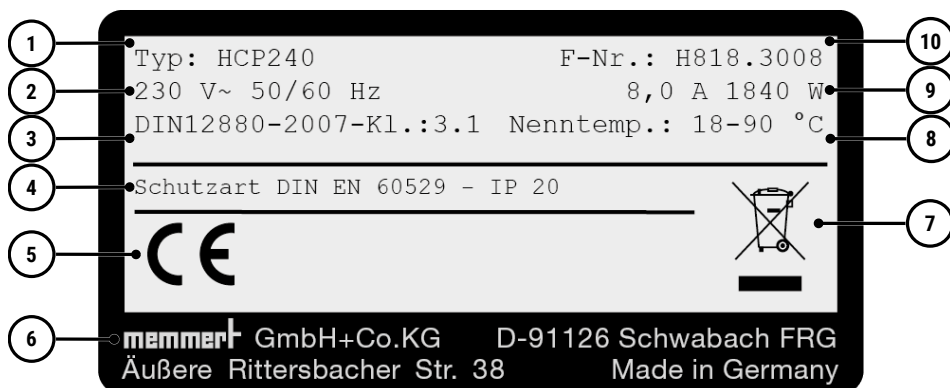 1 Typ: HCP240 F-Nr.: H818.3008 10
2 230 V~ 50/60 Hz 8,0 A 1840 W 9
3 DIN12880-2007-Kl.:3.1 Nenntemp.: 18-90 °C 8
4 Schutzart DIN EN 60529 - IP 20
5 CE 7
6 memmert GmbH+Co.KG D-91126 Schwabach FRG
Äußere Rittersbacher Str. 38 Made in Germany